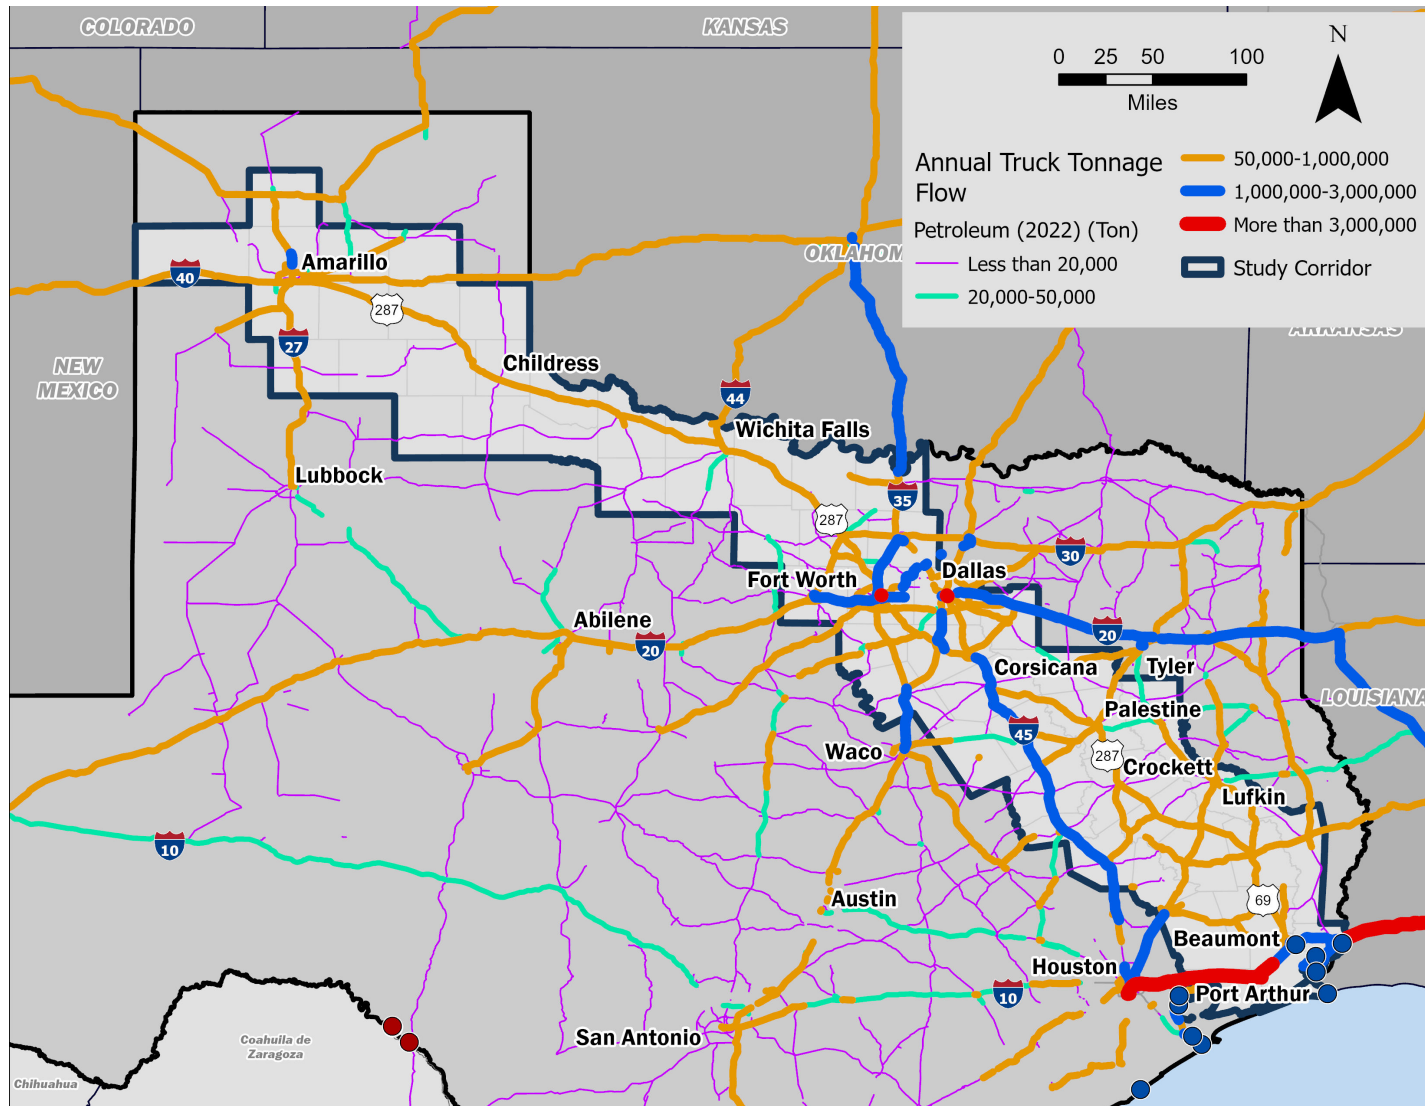 COLORADO
KANSAS
N
0 25 50 100
Miles
Annual Truck Tonnage
Flow
Petroleum (2022) (Ton)
Less than 20,000
20,000-50,000
50,000-1,000,000
1,000,000-3,000,000
More than 3,000,000
Study Corridor
OKLAHOM
ARKANSAS
Amarillo
40
287
27
NEW
MEXICO
Childress
44
Wichita Falls
Lubbock
35
287
30
Fort Worth
Dallas
Abilene
20
20
Corsicana
Tyler
LOUISIANA
Palestine
45
Waco
287
Crockett
Lufkin
10
Austin
69
Beaumont
Houston
10
Port Arthur
San Antonio
Coahuila de
Zaragoza
Chihuahua